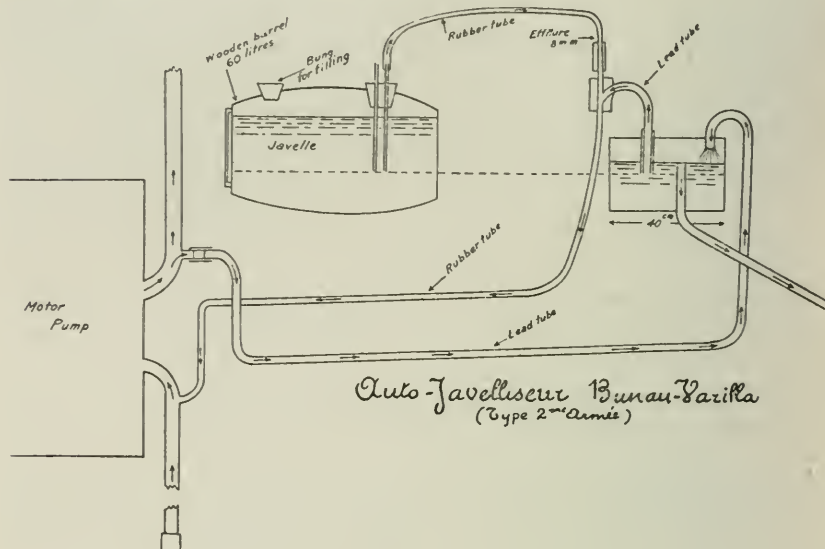 Wooden barrel
60 litres
Bung
for filling
Rubber tube
Effilure
8 mm
Lead tube
Javelle
40 cm
Rubber tube
Motor
Pump
Lead tube
Auto-Javelliseur Bunau-Varilla
(Type 2me Armée)